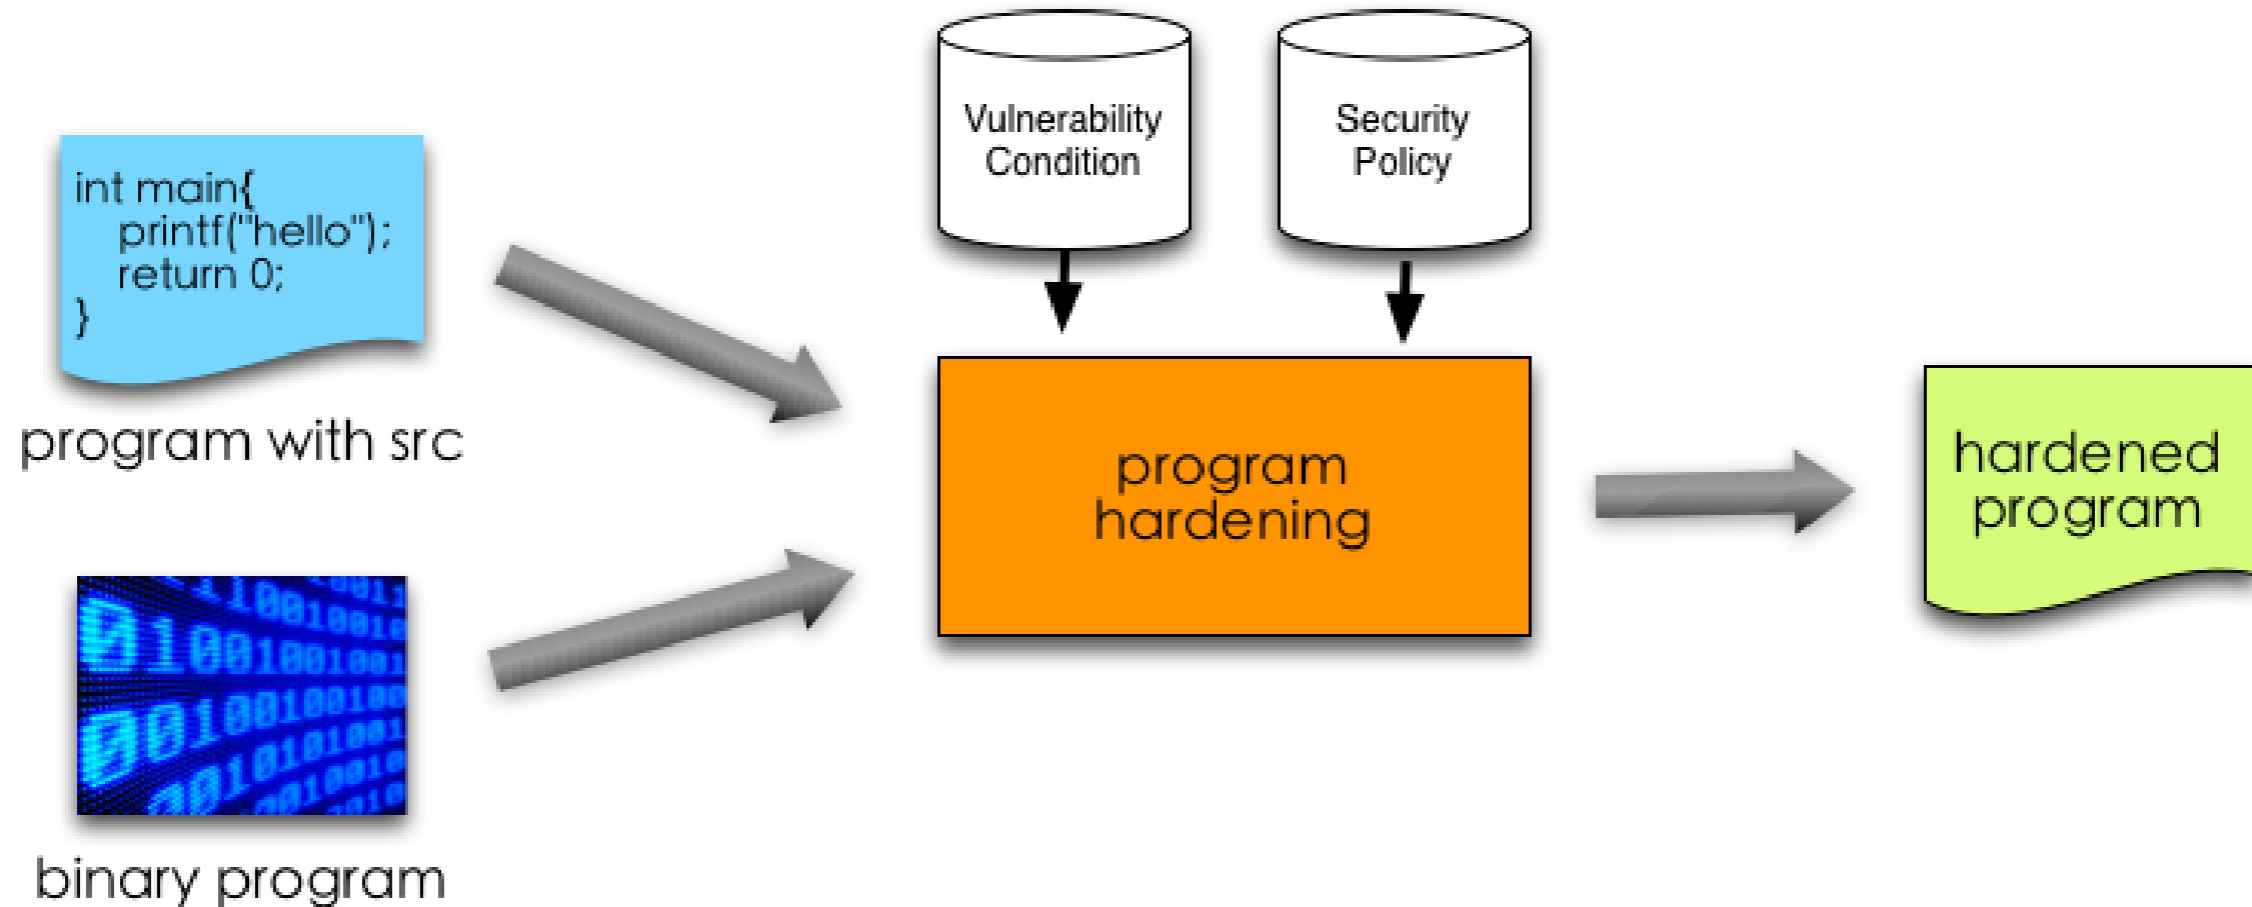 int main{
printf("hello");
return 0;
}
program with src
binary program
Vulnerability
Condition
Security
Policy
program
hardening
hardened
program